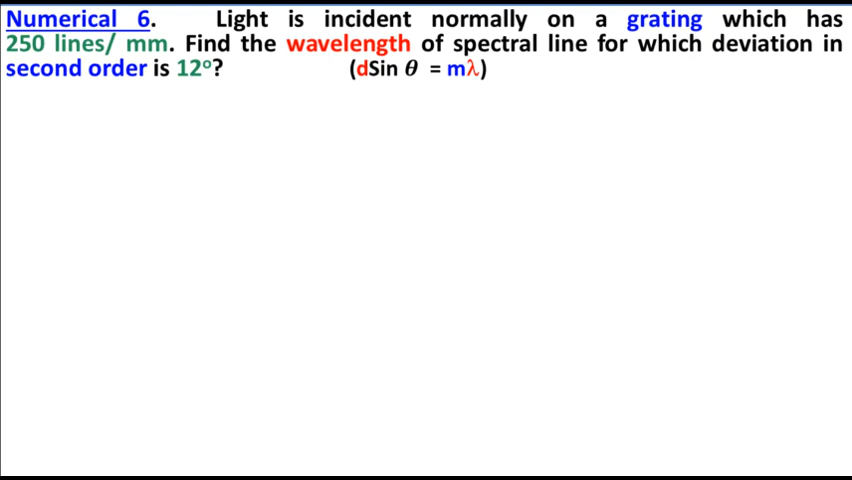 Numerical 6. Light is incident normally on a grating which has
250 lines/ mm. Find the wavelength of spectral line for which deviation in
second order is 12º? (dSin θ = mλ)